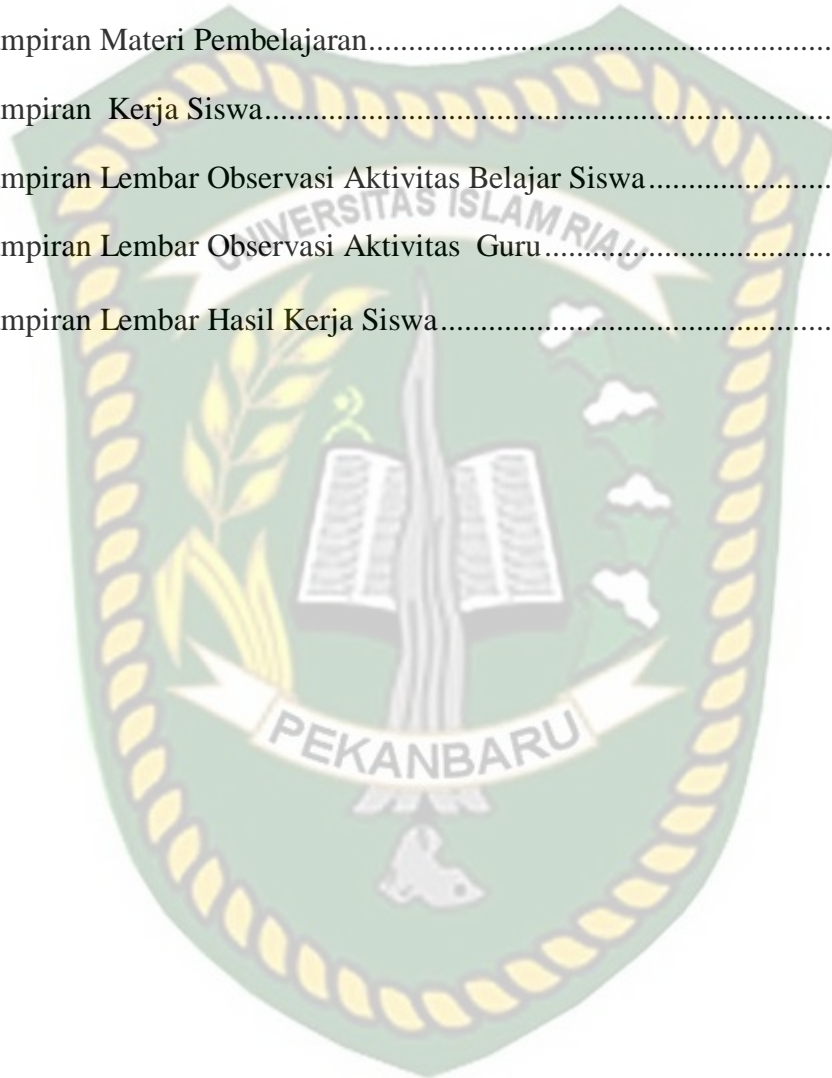 mpiran Materi Pembelajaran..........................................................
mpiran  Kerja Siswa.......................................................................
mpiran Lembar Observasi Aktivitas Belajar Siswa.......................
UNIVERSITAS ISLAM RIAU
mpiran Lembar Observasi Aktivitas  Guru....................................
mpiran Lembar Hasil Kerja Siswa.................................................
PEKANBARU